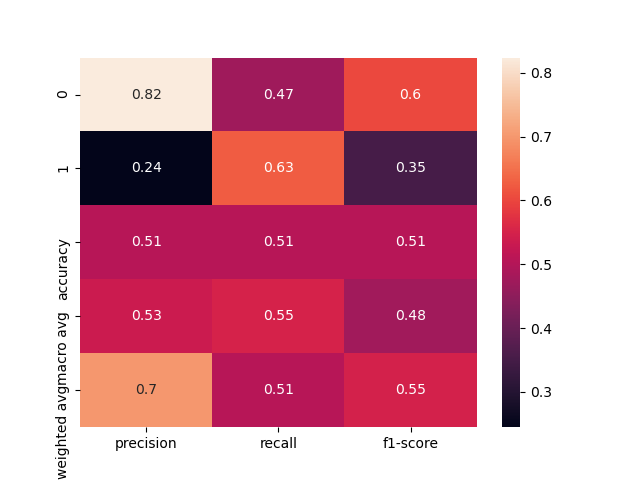 0 0.82 0.47 0.6
1 0.24 0.63 0.35
accuracy 0.51 0.51 0.51
macro avg 0.53 0.55 0.48
weighted avg 0.7 0.51 0.55
precision recall f1-score
0.8
0.7
0.6
0.5
0.4
0.3